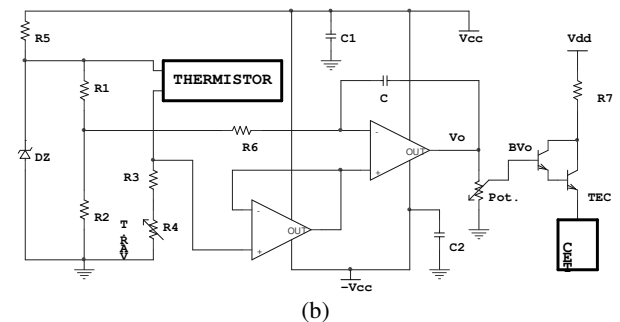 R5
C1
Vcc
Vdd
R1
THERMISTOR
R7
C
R6
OUT
Vo
BVo
DZ
R3
Pot.
R2
R4
OUT
C2
TEC
-Vcc
(b)